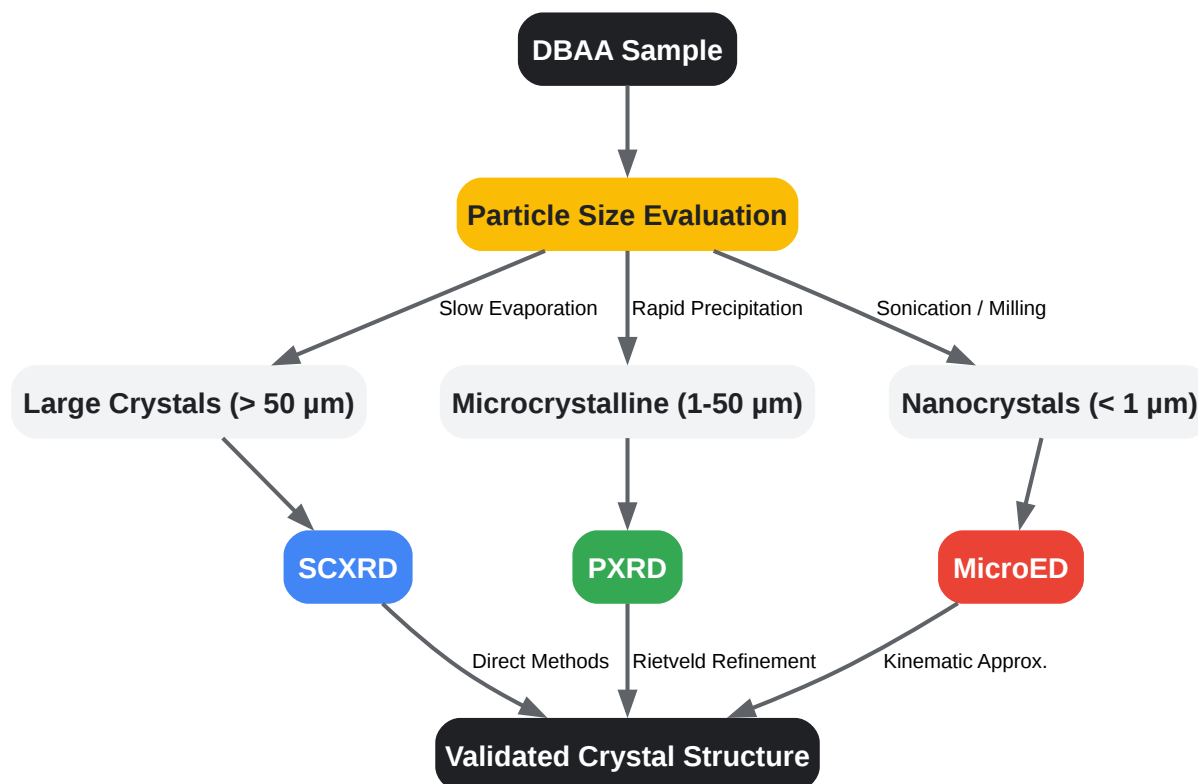 DBAA Sample
Particle Size Evaluation
Slow Evaporation
Rapid Precipitation
Sonication / Milling
Large Crystals (> 50 µm)
Microcrystalline (1-50 µm)
Nanocrystals (< 1 µm)
SCXRD
PXRD
MicroED
Direct Methods
Rietveld Refinement
Kinematic Approx.
Validated Crystal Structure